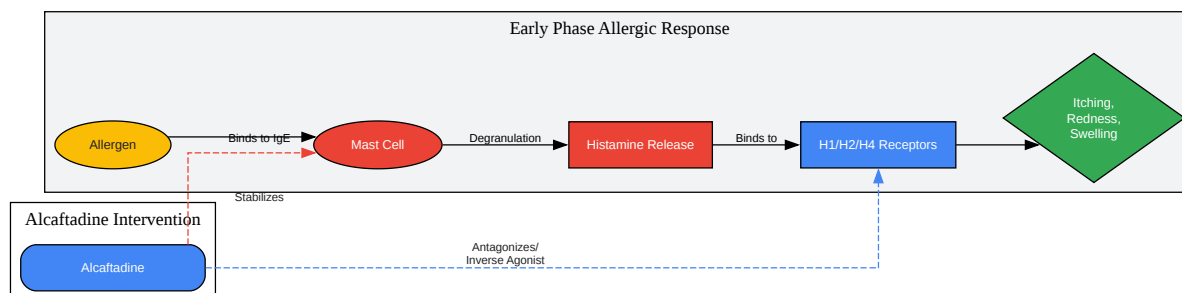 Early Phase Allergic Response
Allergen
Binds to IgE
Mast Cell
Degranulation
Histamine Release
Binds to
H1/H2/H4 Receptors
Itching,
Redness,
Swelling
Stabilizes
Alcaftadine Intervention
Alcaftadine
Antagonizes/
Inverse Agonist